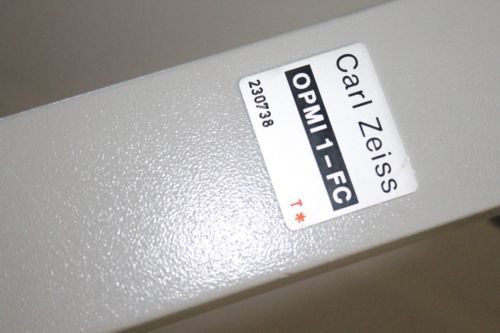 Carl Zeiss
OPMI 1-FC
230738
T*